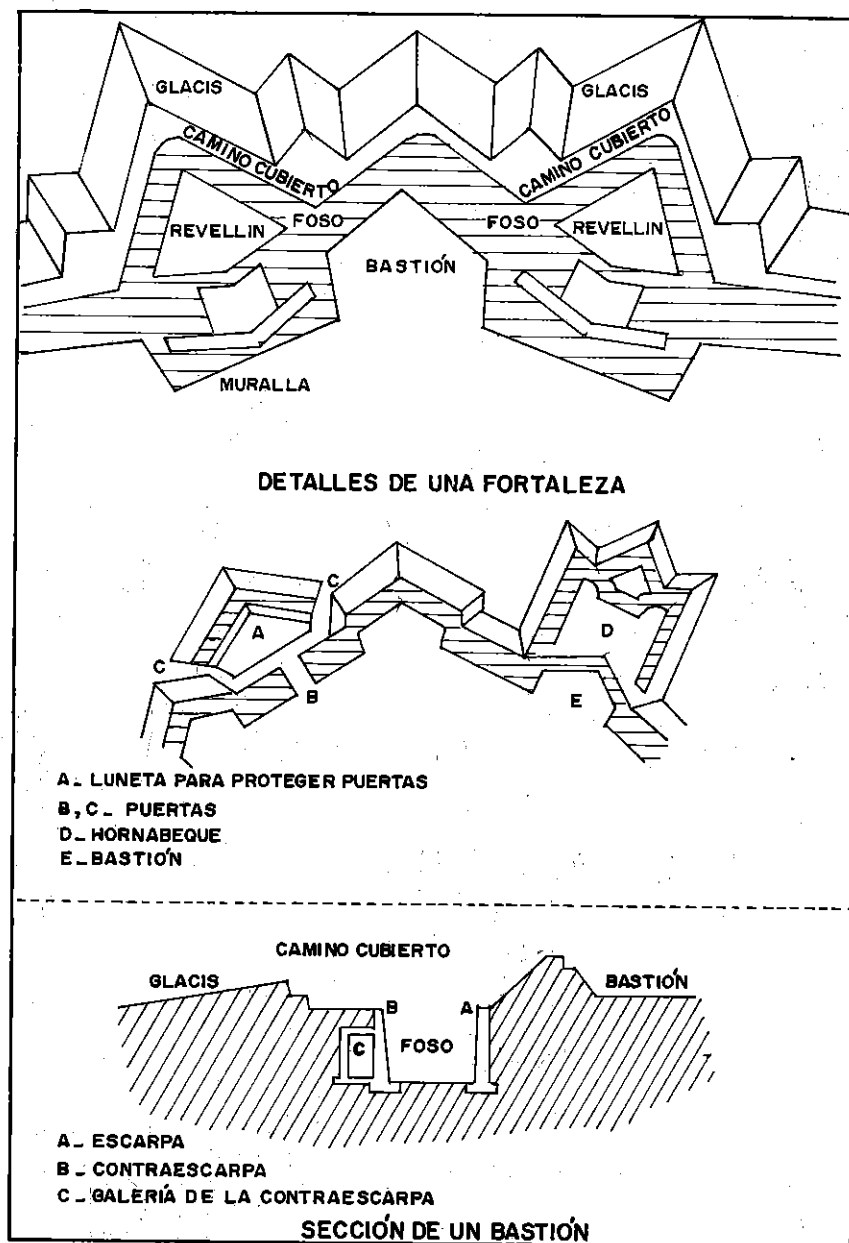 GLACIS
GLACIS
CAMINO CUBIERTO
CAMINO CUBIERTO
REVELLIN
FOSO
FOSO
REVELLIN
BASTIÓN
MURALLA
DETALLES DE UNA FORTALEZA
C
A
D
C
B
E
A_ LUNETA PARA PROTEGER PUERTAS
B,C_ PUERTAS
D_ HORNABEQUE
E_ BASTIÓN
CAMINO CUBIERTO
GLACIS
BASTIÓN
B
A
C
FOSO
A_ ESCARPA
B_ CONTRAESCARPA
C_ GALERÍA DE LA CONTRAESCARPA
SECCIÓN DE UN BASTIÓN